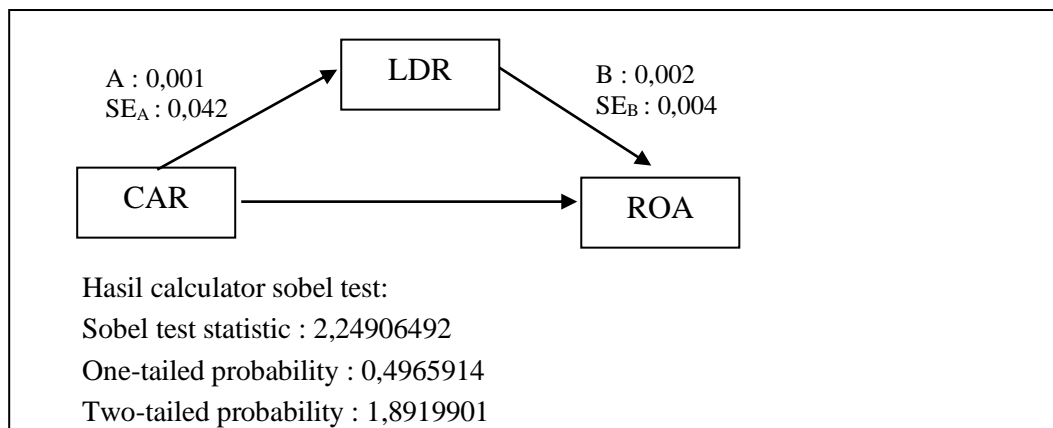 LDR
A : 0,001
SEA : 0,042
B : 0,002
SEB : 0,004
CAR
ROA
Hasil calculator sobel test:
Sobel test statistic : 2,24906492
One-tailed probability : 0,4965914
Two-tailed probability : 1,8919901